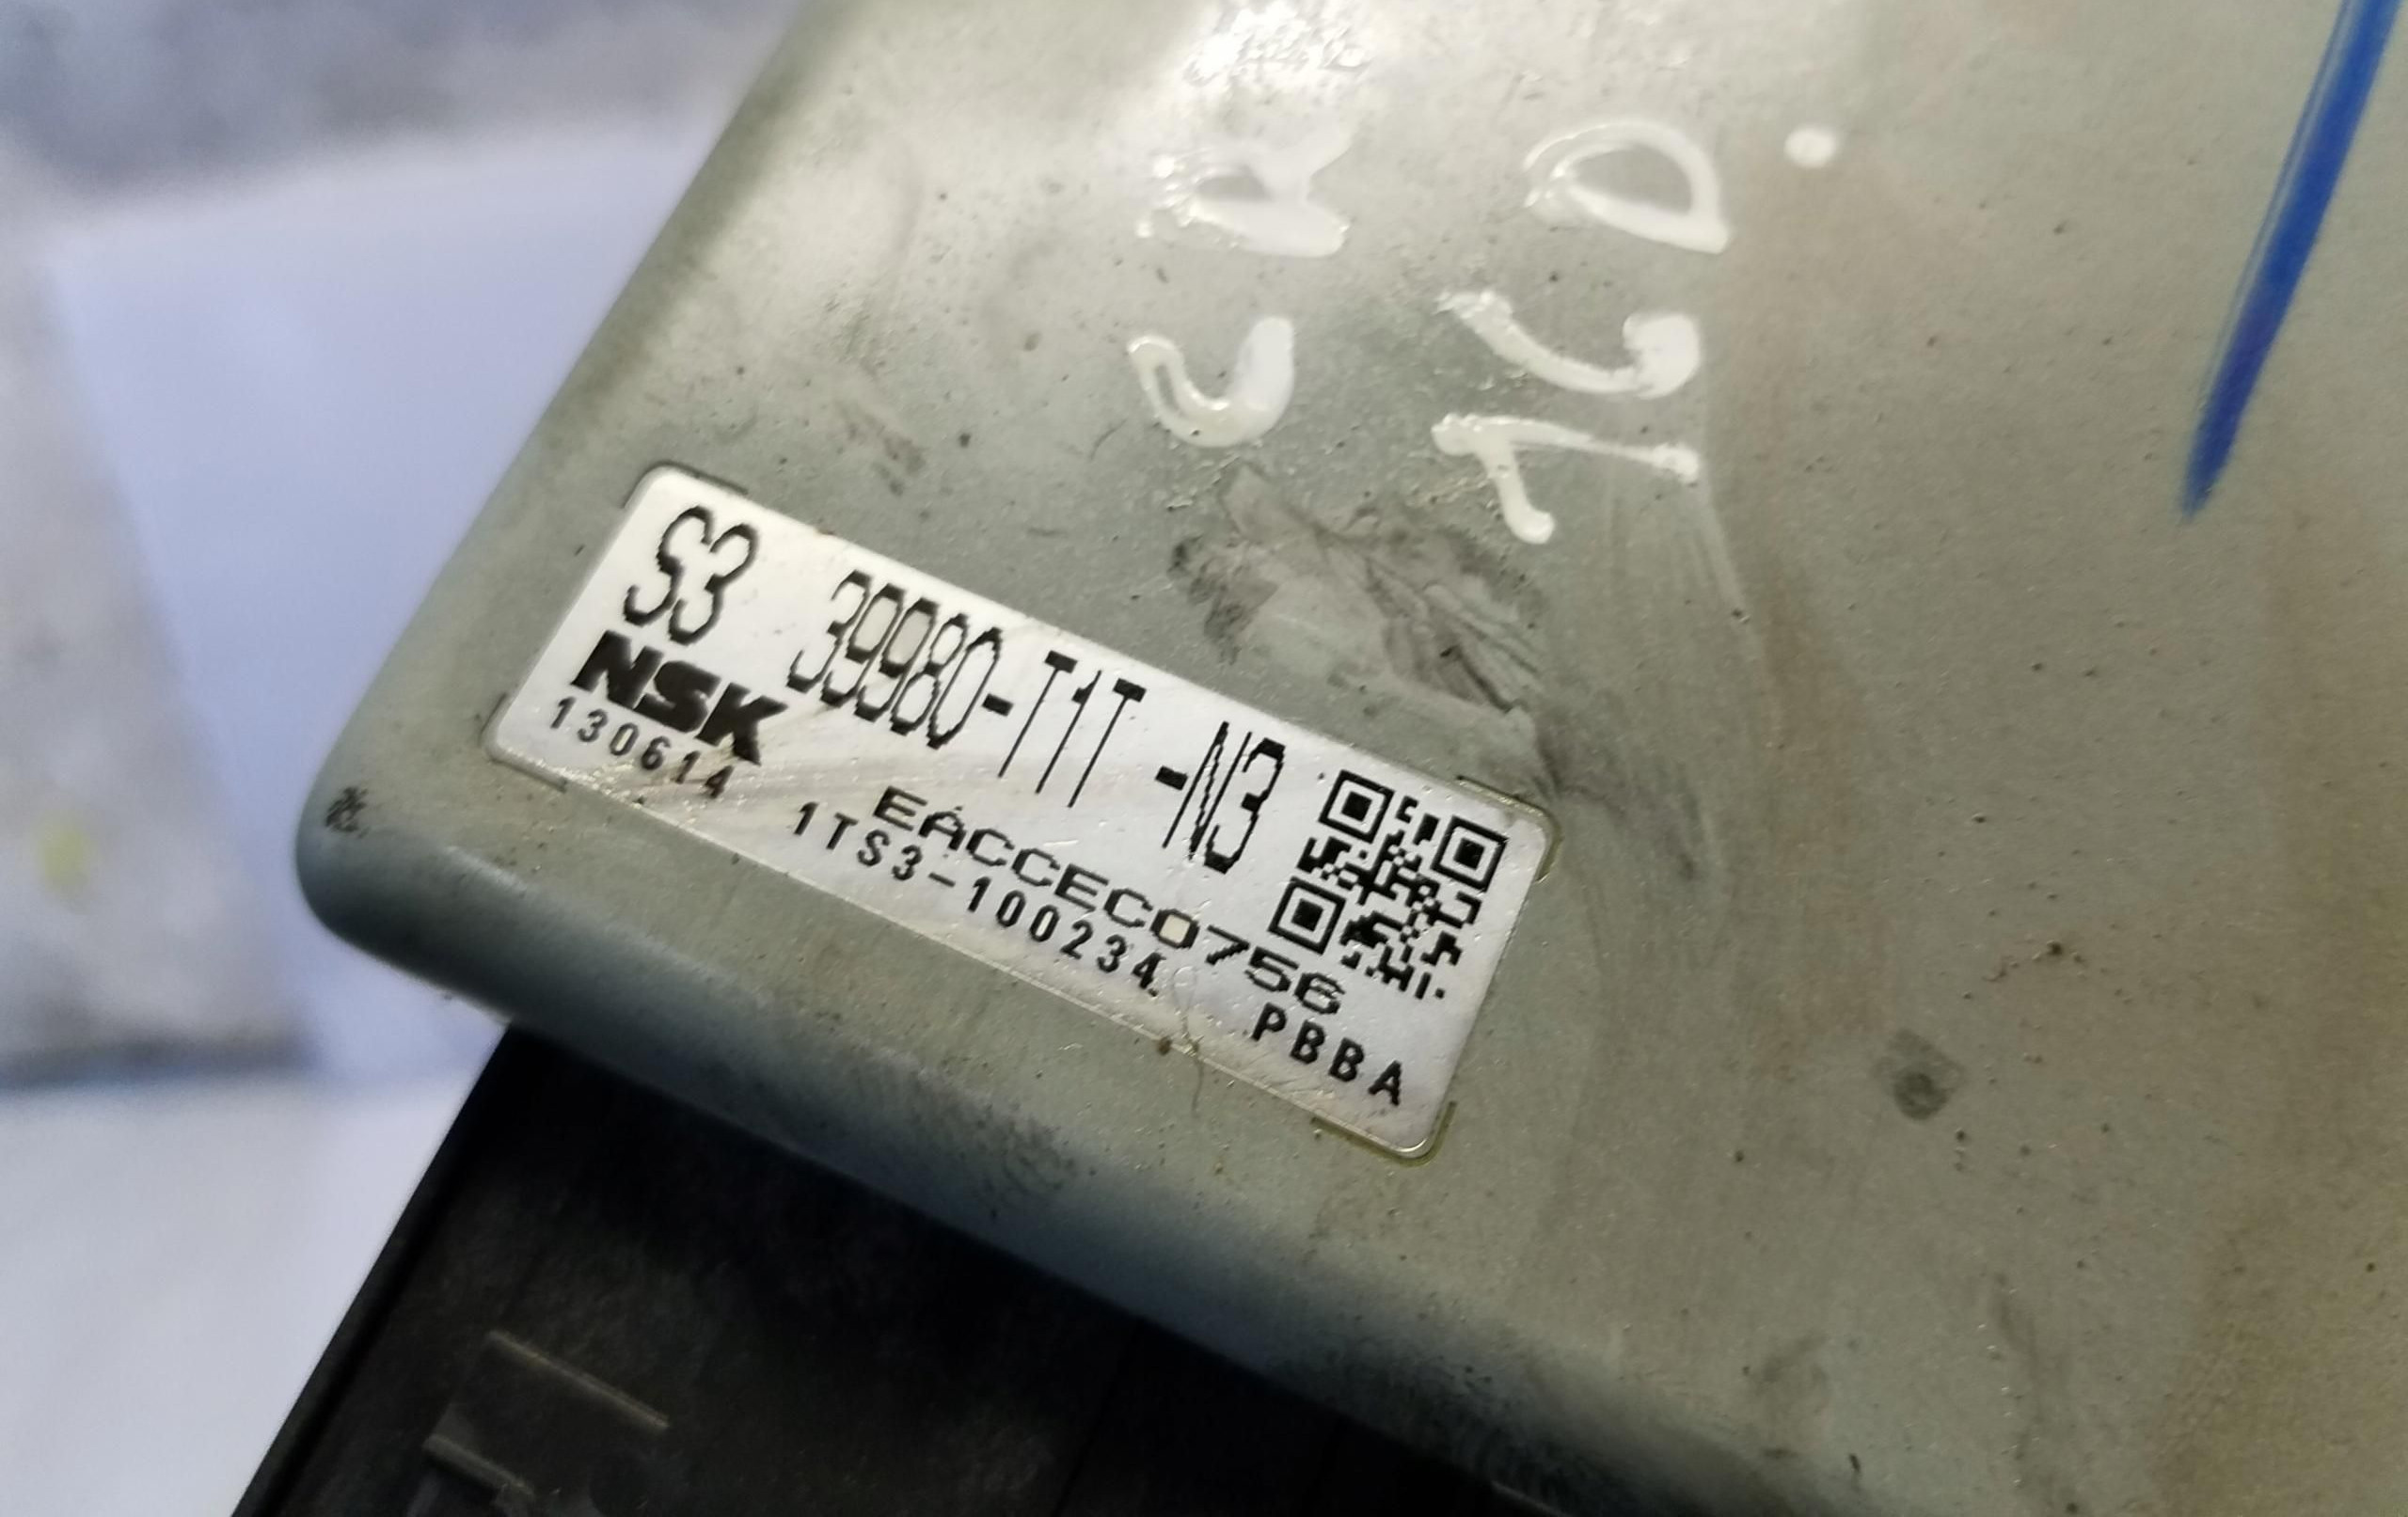 S3 39980-T1T -N3
NSK EACCEC0756
130614 1TS3-100234. PBBA